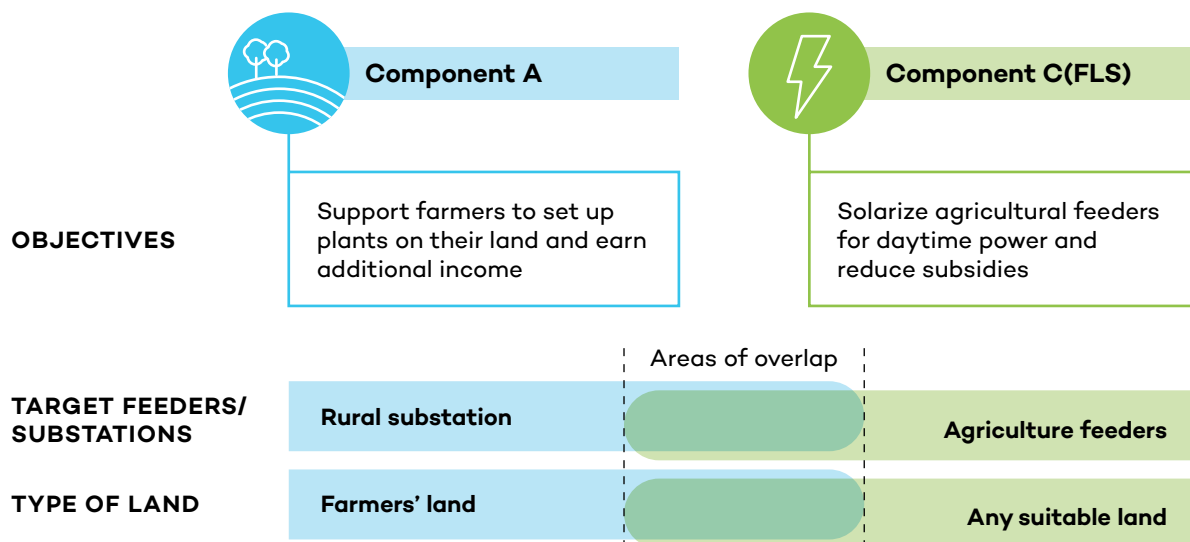 Component A
Component C(FLS)
OBJECTIVES
Support farmers to set up
plants on their land and earn
additional income
Solarize agricultural feeders
for daytime power and
reduce subsidies
Areas of overlap
TARGET FEEDERS/
SUBSTATIONS
Rural substation
Agriculture feeders
TYPE OF LAND
Farmers’ land
Any suitable land